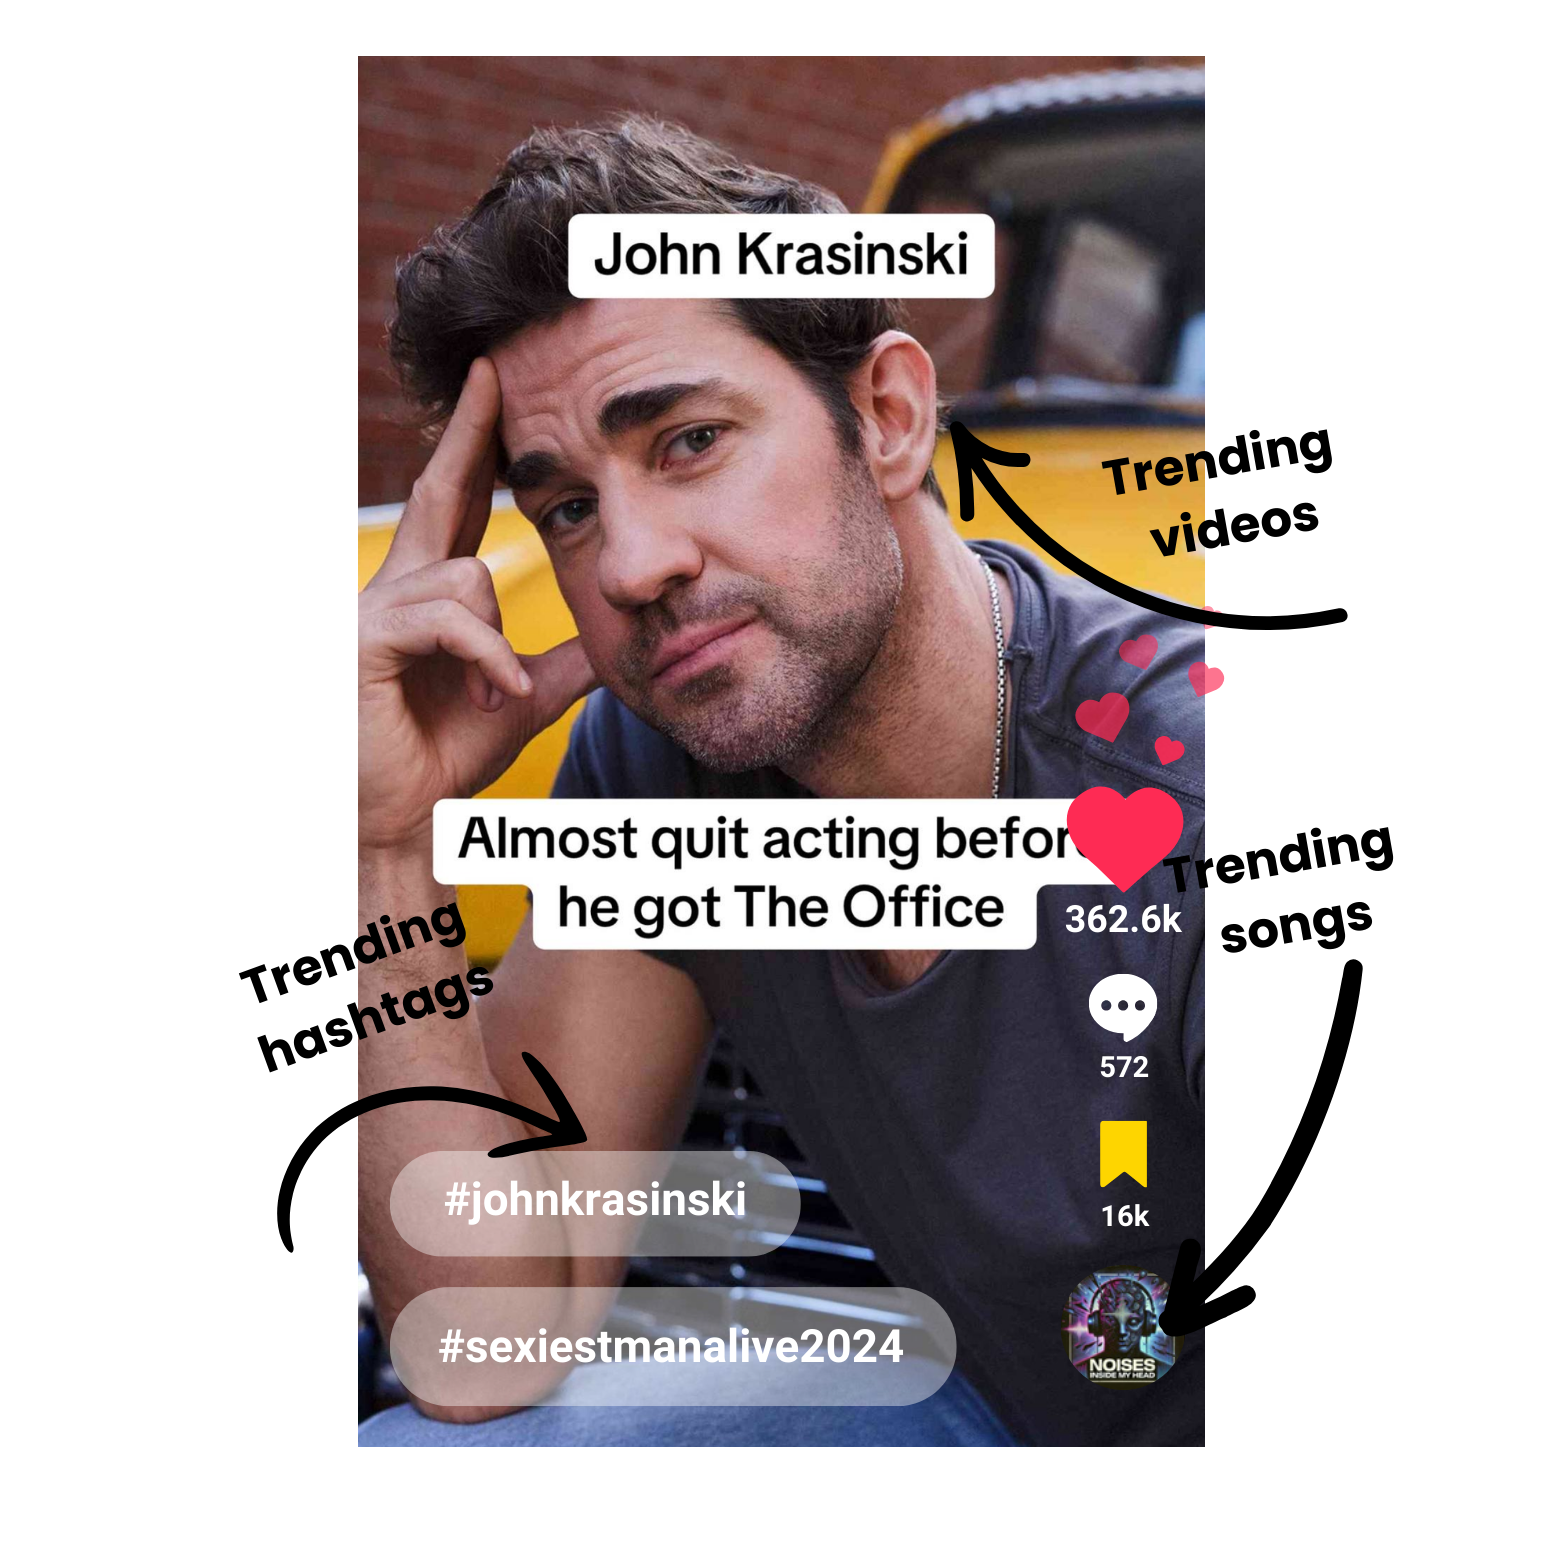 John Krasinski
Trending
videos
Almost quit acting before
he got The Office
Trending
songs
362.6k
Trending
hashtags
572
#johnkrasinski
16k
#sexiestmanalive2024
NOISES
INSIDE MY HEAD